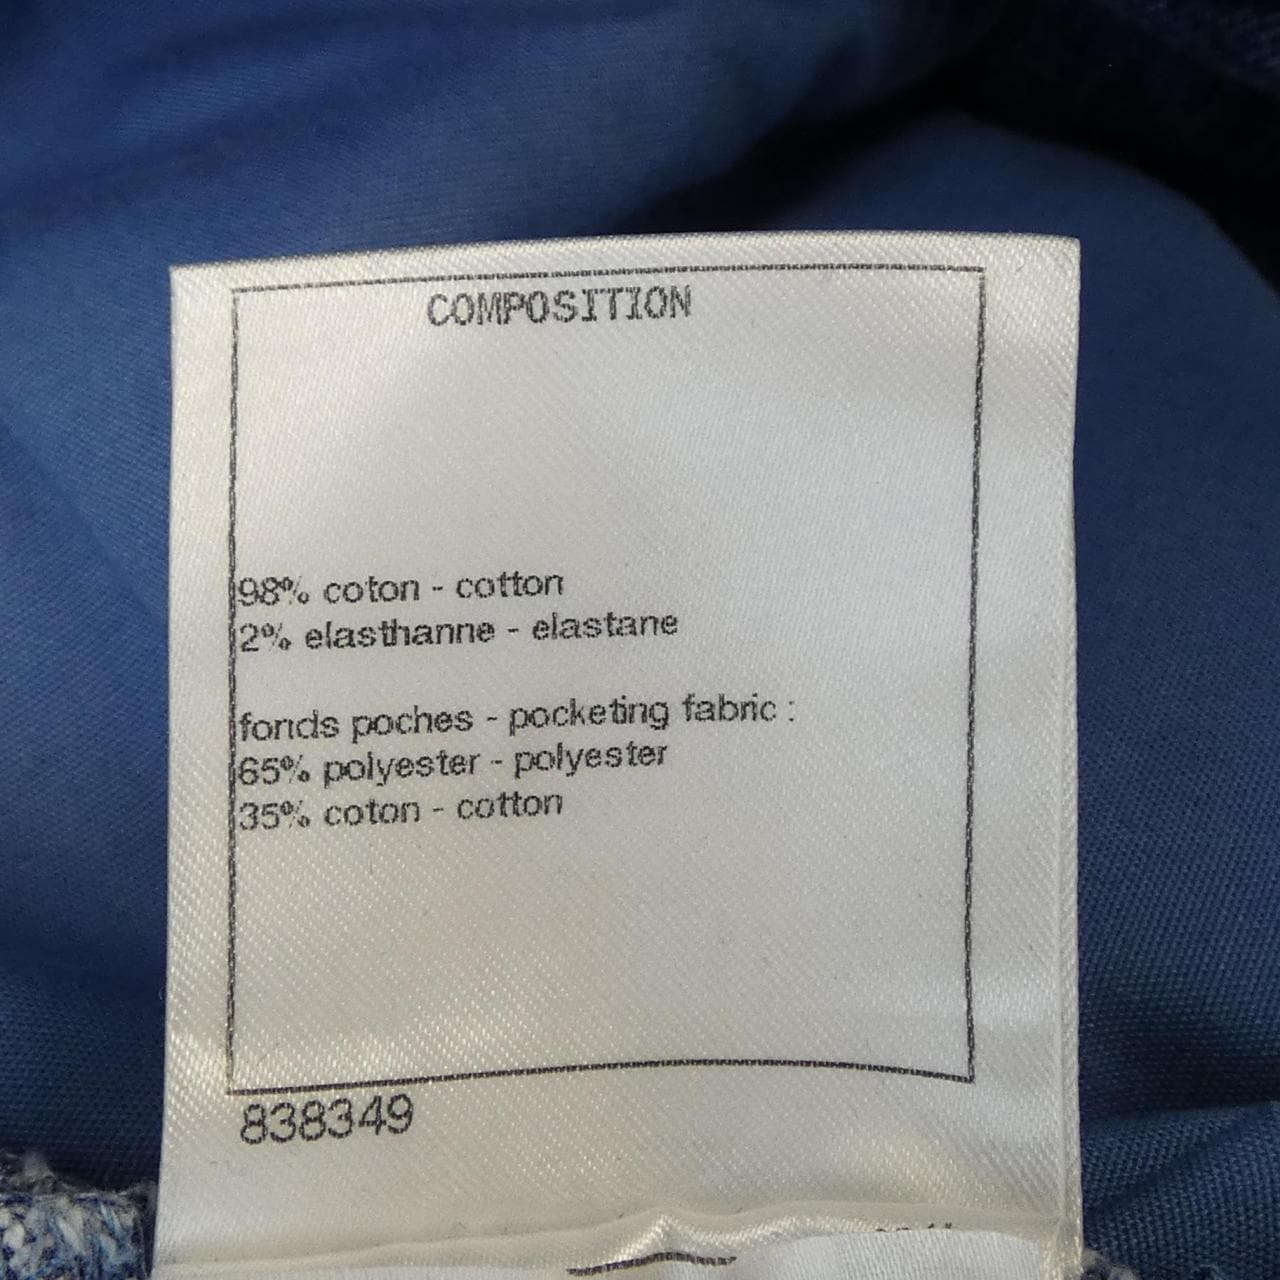 COMPOSITION
98% coton - cotton
2% elasthanne - elastane
fonds poches - pocketing fabric :
65% polyester - polyester
35% coton - cotton
838349